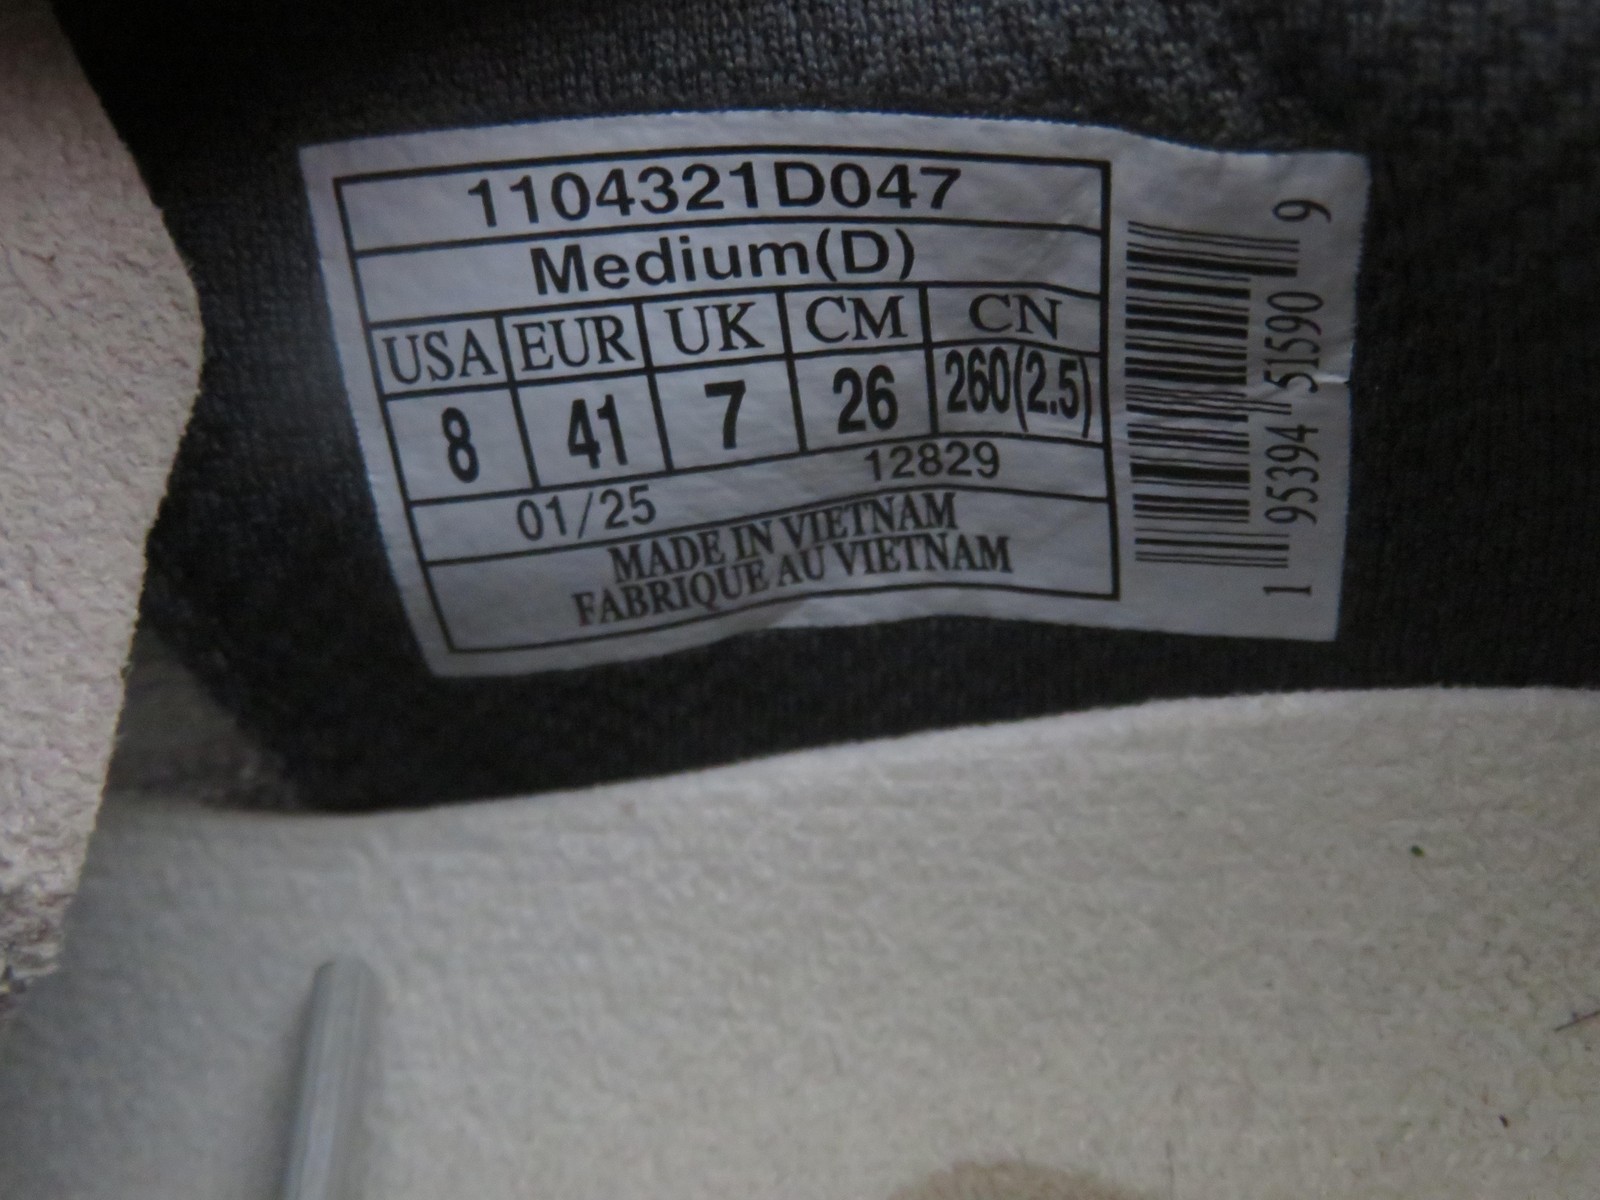 1104321D047
Medium(D)
USA EUR UK CM CN
8 41 7 26 260(2.5)
01/25 12829
MADE IN VIETNAM
FABRIQUE AU VIETNAM
1 95394 51590 9